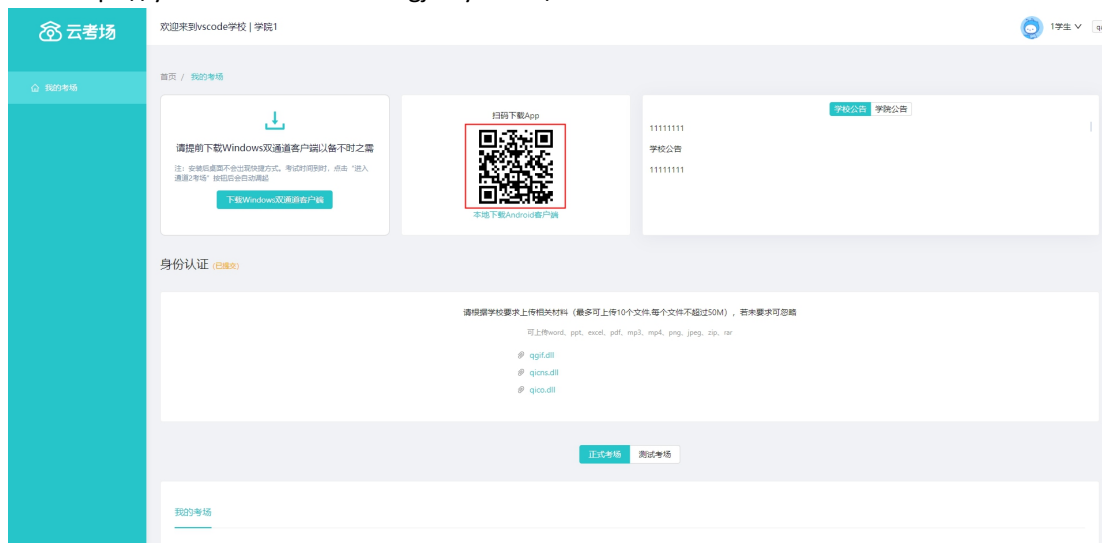 云考场
欢迎来到vscode学校 | 学院1
1学生
我的考场
首页 / 我的考场
请提前下载Windows双通道客户端以备不时之需
注：安装后桌面不会出现快捷方式。考试时间到时，点击“进入
通道2考场”按钮后会自动调起
下载Windows双通道客户端
扫码下载App
本地下载Android客户端
学校公告 学院公告
11111111
学校公告
11111111
身份认证 (已提交)
请根据学校要求上传相关材料（最多可上传10个文件,每个文件不超过50M），若未要求可忽略
可上传word、ppt、excel、pdf、mp3、mp4、png、jpeg、zip、rar
qgif.dll
qicns.dll
qico.dll
正式考场 测试考场
我的考场